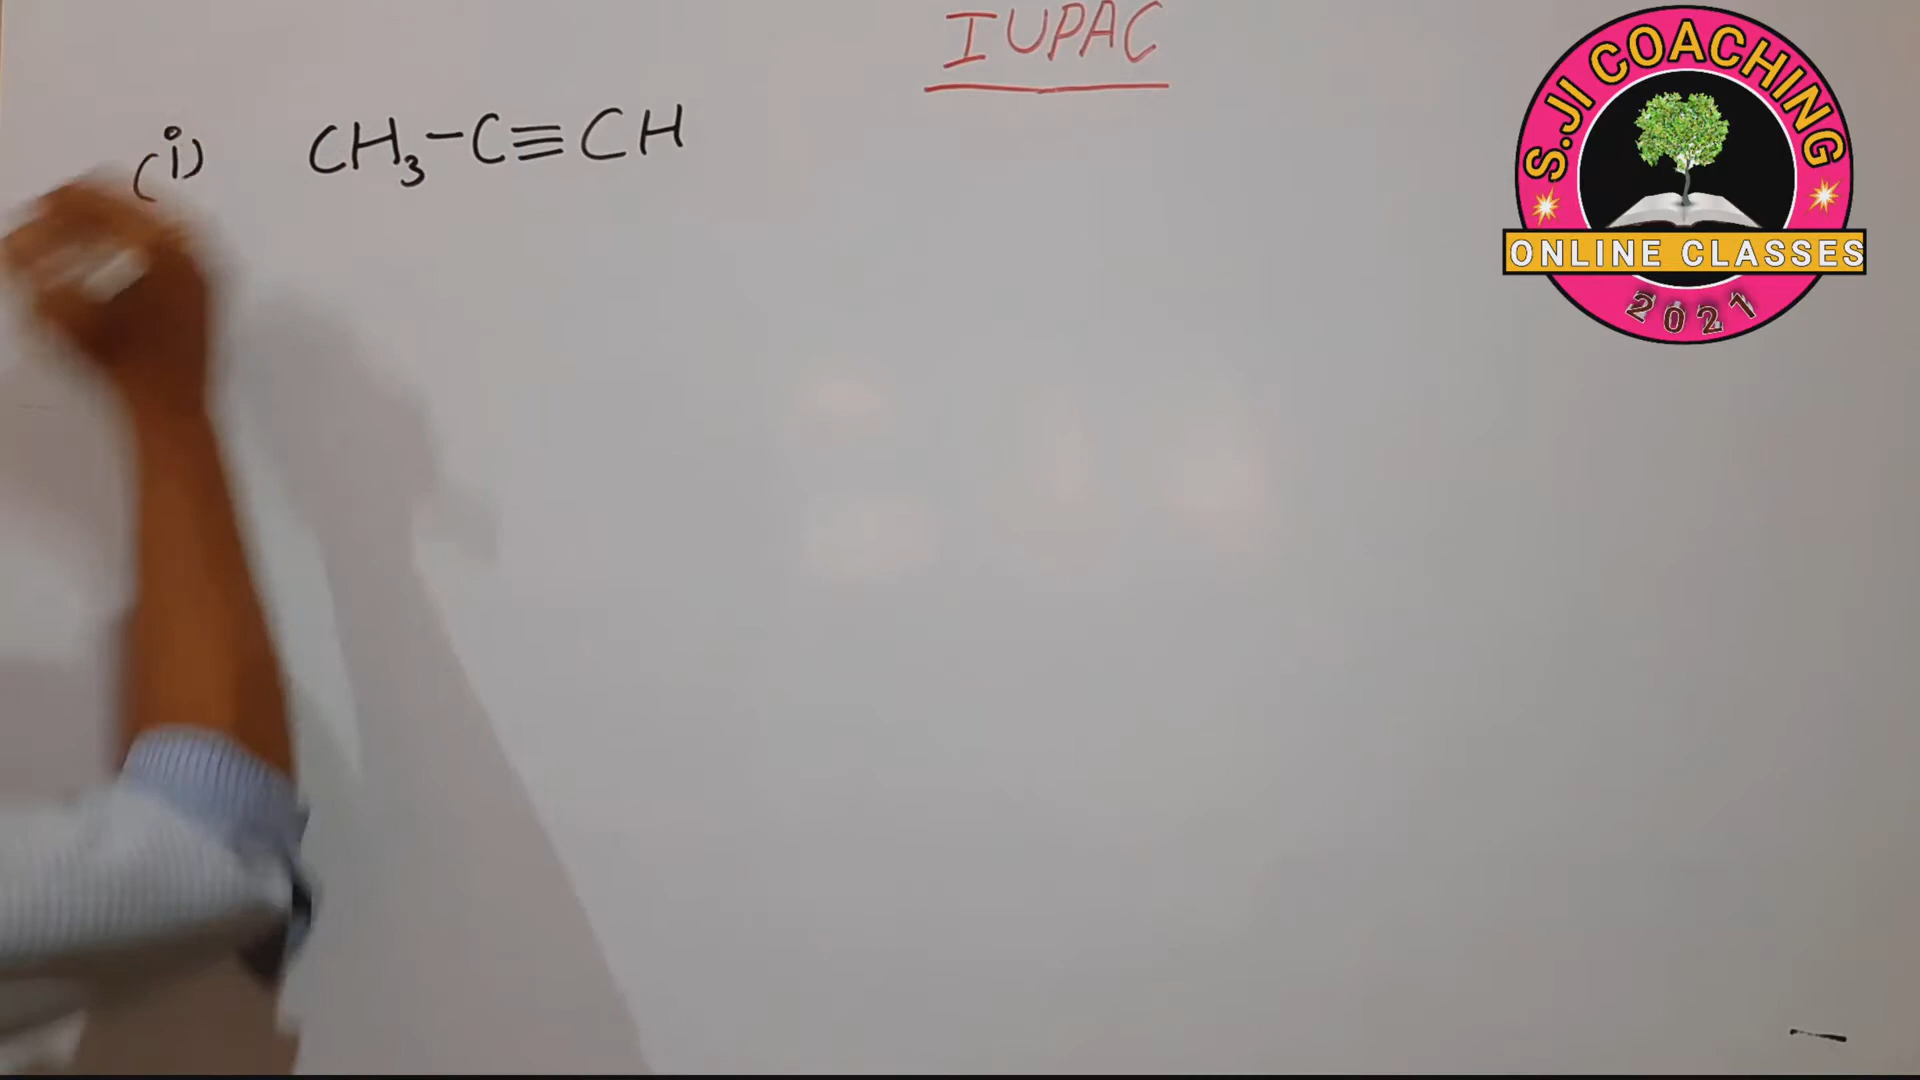 IUPAC
(i) CH₃-C≡CH
S.JI COACHING
ONLINE CLASSES
2021